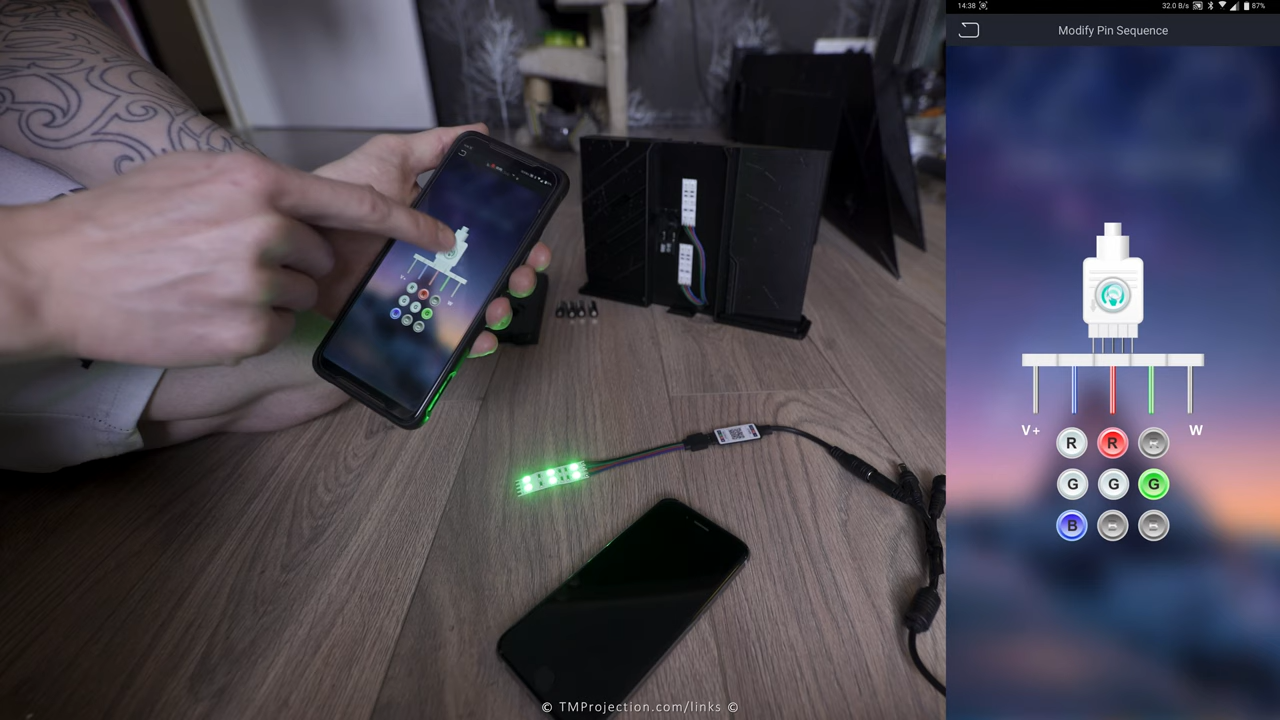 14:38
32.0 B/s
87%
Modify Pin Sequence
V+
W
R R R
G G G
B B B
© TMProjection.com/links ©